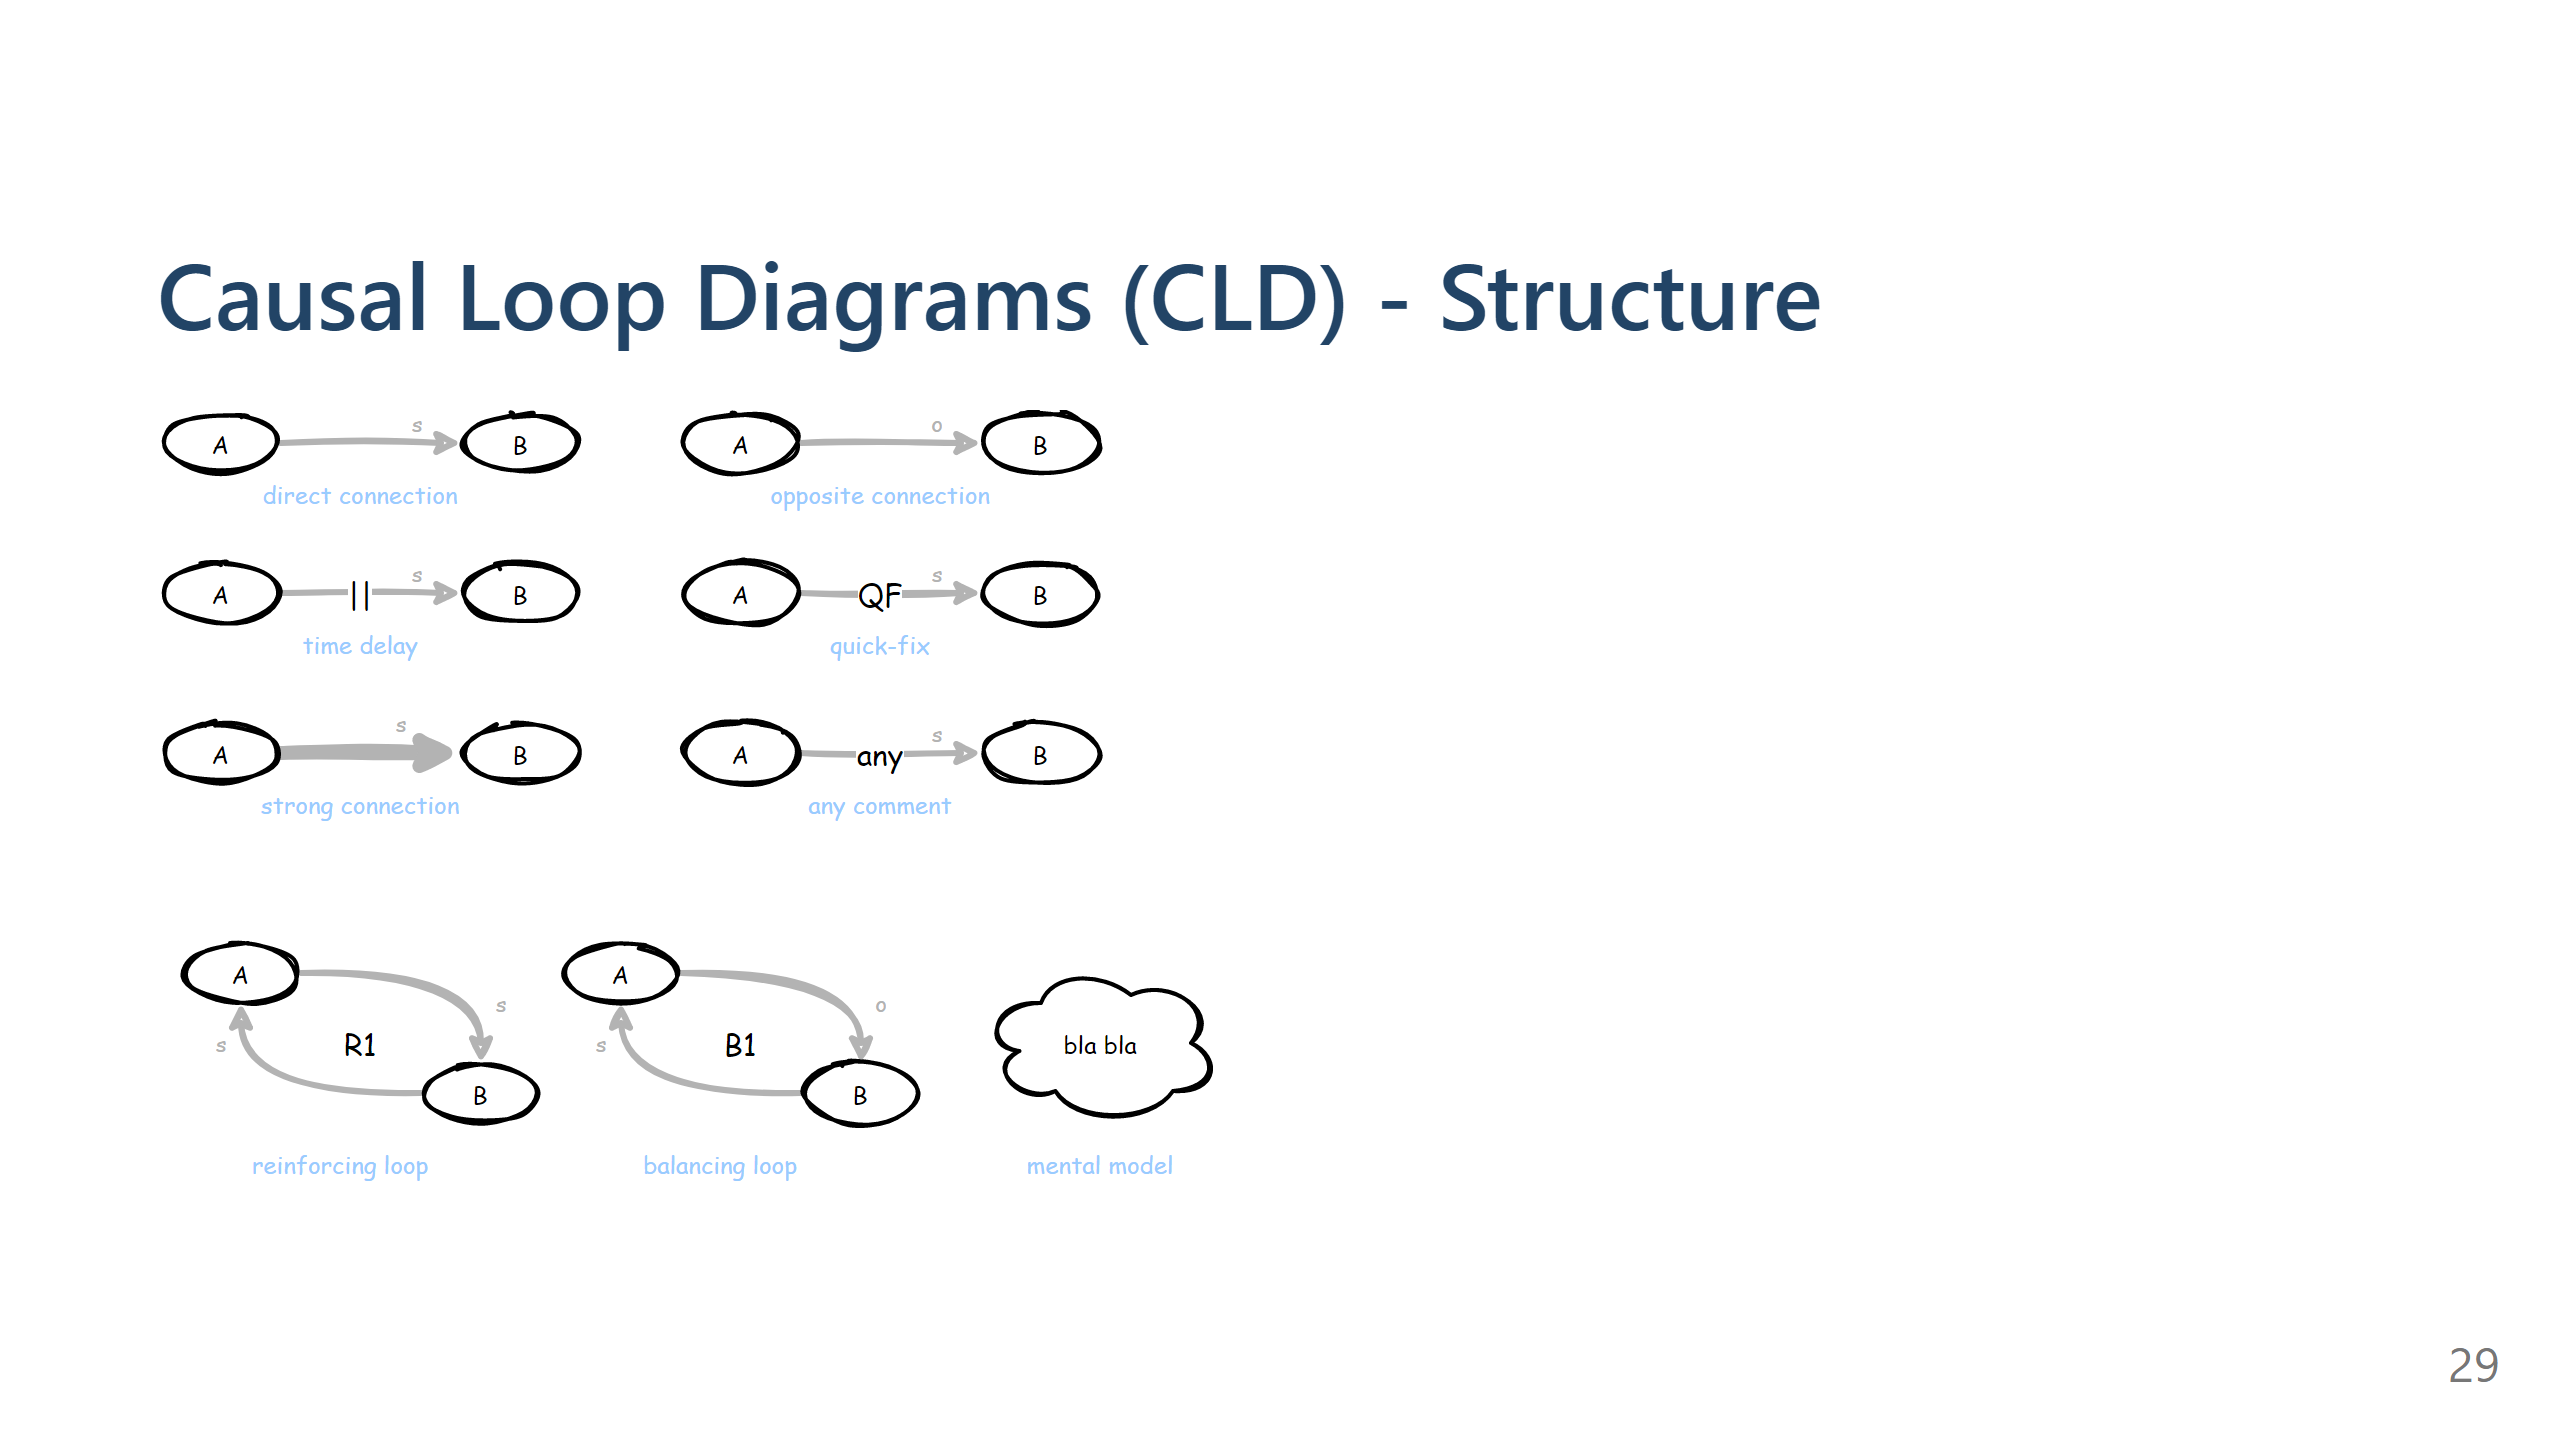 Causal Loop Diagrams (CLD) - Structure
A s B
direct connection
A o B
opposite connection
A || s B
time delay
A QF s B
quick-fix
A s B
strong connection
A any s B
any comment
A
s
R1
s
B
reinforcing loop
A
o
B1
s
B
balancing loop
bla bla
mental model
29